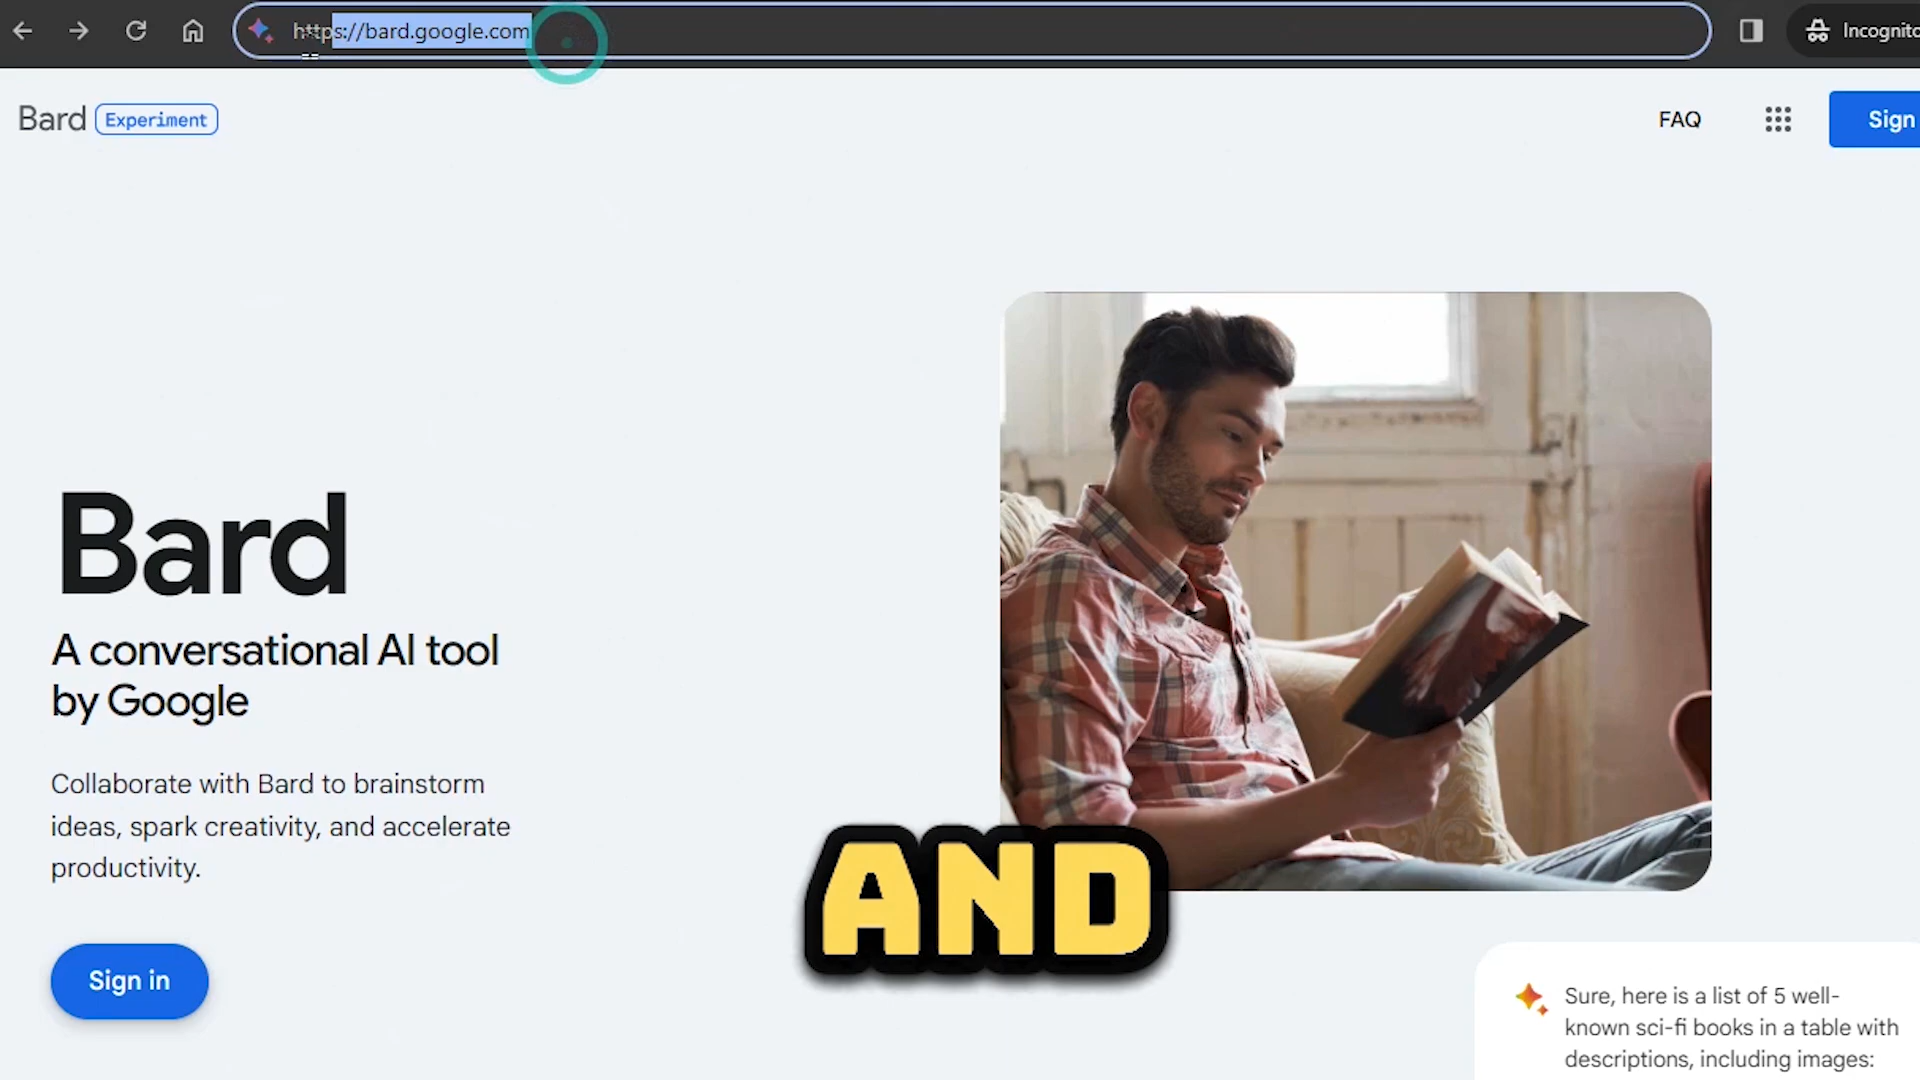 https://bard.google.com
Incognito
Bard Experiment
FAQ
Sign
Bard
A conversational AI tool
by Google
Collaborate with Bard to brainstorm
ideas, spark creativity, and accelerate
productivity.
AND
Sign in
Sure, here is a list of 5 well-
known sci-fi books in a table with
descriptions, including images: